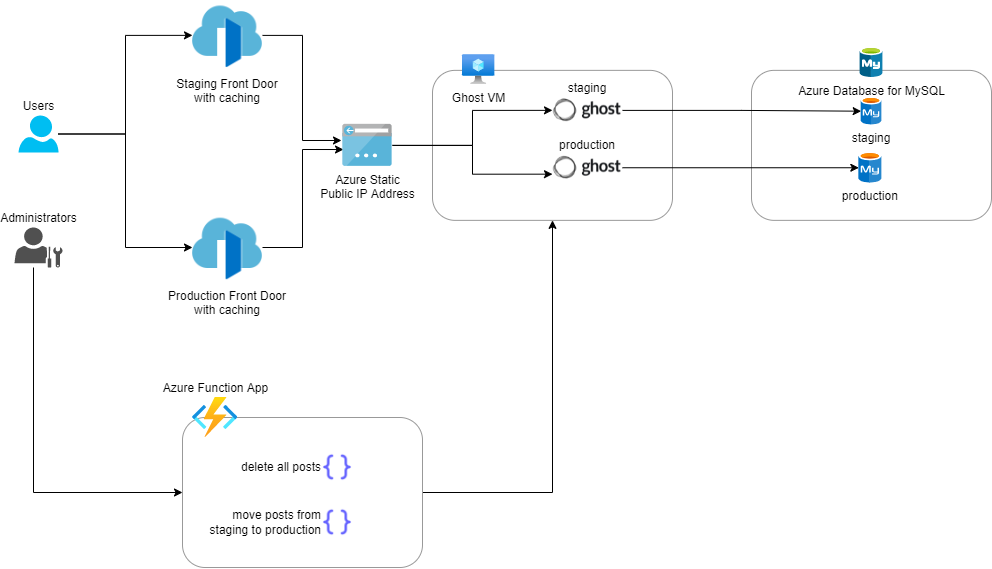 Staging Front Door
with caching
Users
Azure Static
Public IP Address
Administrators
Production Front Door
with caching
Ghost VM
staging
ghost
production
ghost
My
Azure Database for MySQL
My
staging
My
production
Azure Function App
delete all posts
{ }
move posts from
staging to production
{ }